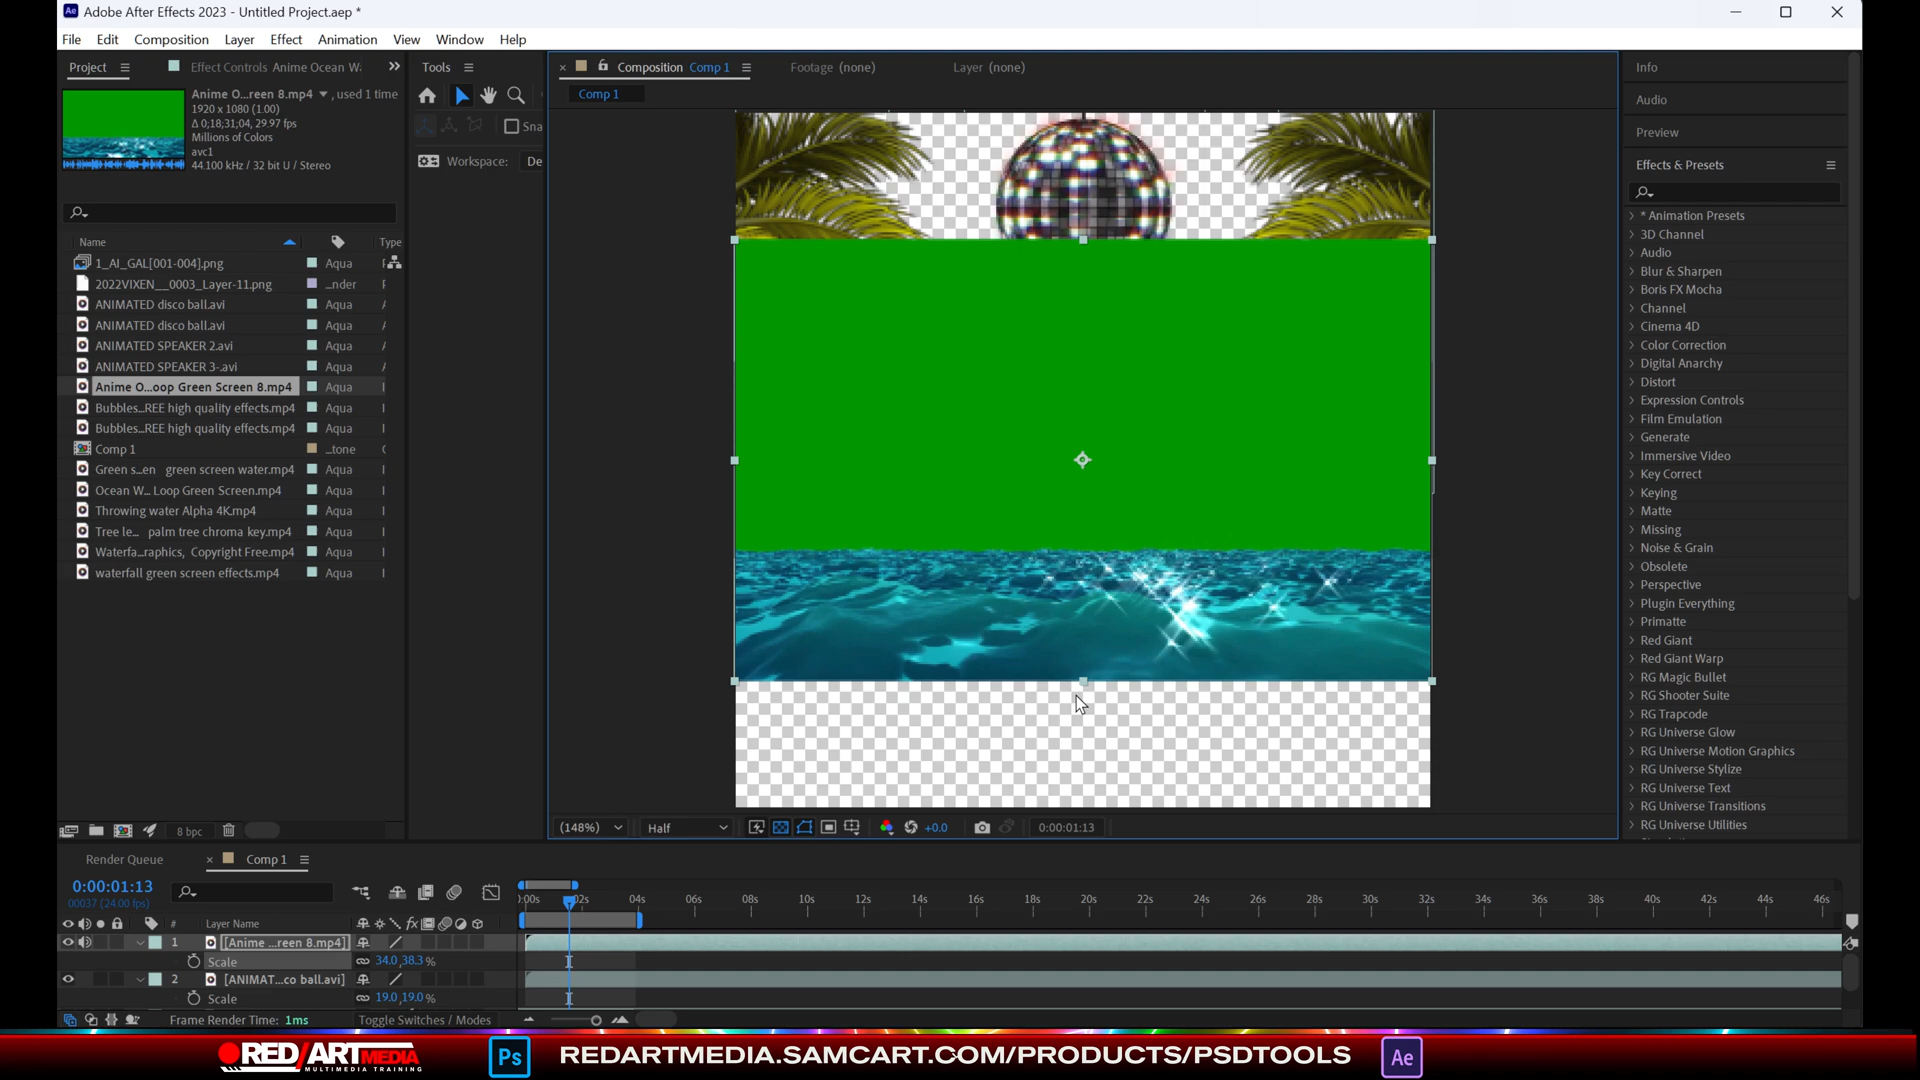 Adobe After Effects 2023 - Untitled Project.aep *
File Edit Composition Layer Effect Animation View Window Help
Project
Effect Controls Anime Ocean Wa
Tools
Composition Comp 1
Footage (none)
Layer (none)
Info
Anime O...reen 8.mp4 , used 1 time
1920 x 1080 (1.00)
Δ 0;18;31;04, 29.97 fps
Millions of Colors
avc1
44.100 kHz / 32 bit U / Stereo
Comp 1
Sna
Workspace: De
Audio
Preview
Effects & Presets
Name Type
1_AI_GAL[001-004].png Aqua
2022VIXEN__0003_Layer-11.png ...nder
ANIMATED disco ball.avi Aqua
ANIMATED disco ball.avi Aqua
ANIMATED SPEAKER 2.avi Aqua
ANIMATED SPEAKER 3-.avi Aqua
Anime O...oop Green Screen 8.mp4 Aqua
Bubbles...REE high quality effects.mp4 Aqua
Bubbles...REE high quality effects.mp4 Aqua
Comp 1 ...tone
Green s...en green screen water.mp4 Aqua
Ocean W... Loop Green Screen.mp4 Aqua
Throwing water Alpha 4K.mp4 Aqua
Tree le... palm tree chroma key.mp4 Aqua
Waterfa...raphics, Copyright Free.mp4 Aqua
waterfall green screen effects.mp4 Aqua
* Animation Presets
3D Channel
Audio
Blur & Sharpen
Boris FX Mocha
Channel
Cinema 4D
Color Correction
Digital Anarchy
Distort
Expression Controls
Film Emulation
Generate
Immersive Video
Key Correct
Keying
Matte
Missing
Noise & Grain
Obsolete
Perspective
Plugin Everything
Primatte
Red Giant
Red Giant Warp
RG Magic Bullet
RG Shooter Suite
RG Trapcode
RG Universe Glow
RG Universe Motion Graphics
RG Universe Stylize
RG Universe Text
RG Universe Transitions
RG Universe Utilities
8 bpc
(148%) Half +0.0 0:00:01:13
Render Queue
Comp 1
0:00:01:13
00037 (24.00 fps)
02s 04s 06s 08s 10s 12s 14s 16s 18s 20s 22s 24s 26s 28s 30s 32s 34s 36s 38s 40s 42s 44s 46s
# Layer Name
1 [Anime ...reen 8.mp4]
Scale 34.0,38.3 %
2 [ANIMAT...co ball.avi]
Scale 19.0,19.0 %
Frame Render Time: 1ms
Toggle Switches / Modes
RED/ARTMEDIA
MULTIMEDIA TRAINING
Ps
REDARTMEDIA.SAMCART.COM/PRODUCTS/PSDTOOLS
Ae